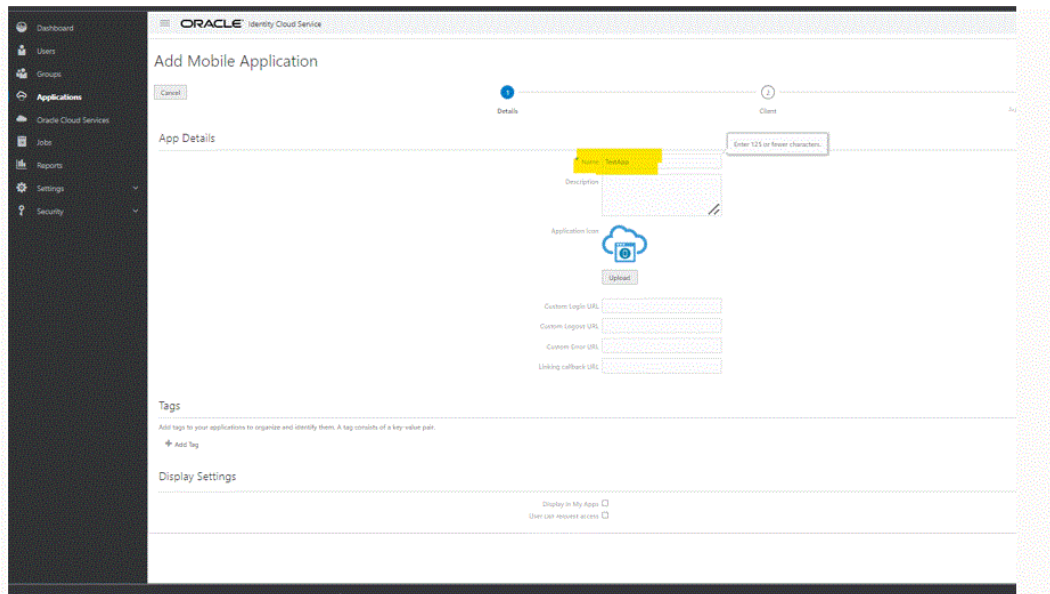 ORACLE Identity Cloud Service
Dashboard
Users
Groups
Applications
Oracle Cloud Services
Jobs
Reports
Settings
Security
Add Mobile Application
Cancel
1
2
Details
Client
App Details
Enter 125 or fewer characters.
* Name TestApp
Description
Application Icon
Upload
Custom Login URL
Custom Logout URL
Custom Error URL
Linking callback URL
Tags
Add tags to your applications to organize and identify them. A tag consists of a key-value pair.
+ Add Tag
Display Settings
Display in My Apps
User can request access